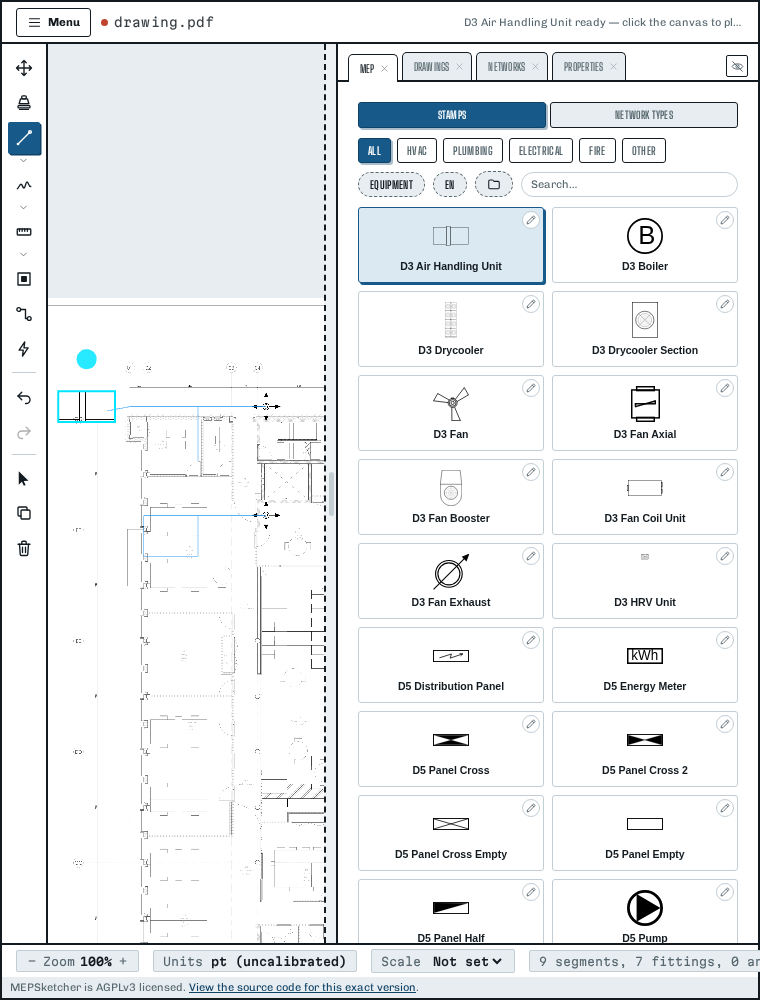 Menu
drawing.pdf
D3 Air Handling Unit ready — click the canvas to pl...
MEP
DRAWINGS
NETWORKS
PROPERTIES
STAMPS
NETWORK TYPES
ALL
HVAC
PLUMBING
ELECTRICAL
FIRE
OTHER
EQUIPMENT
EN
Search...
D3 Air Handling Unit
B
D3 Boiler
D3 Drycooler
D3 Drycooler Section
D3 Fan
D3 Fan Axial
D3 Fan Booster
D3 Fan Coil Unit
D3 Fan Exhaust
D3 HRV Unit
D5 Distribution Panel
kWh
D5 Energy Meter
D5 Panel Cross
D5 Panel Cross 2
D5 Panel Cross Empty
D5 Panel Empty
D5 Panel Half
D5 Pump
− Zoom 100% +
Units pt (uncalibrated)
Scale Not set
9 segments, 7 fittings, 0 ar
MEPSketcher is AGPLv3 licensed. View the source code for this exact version.